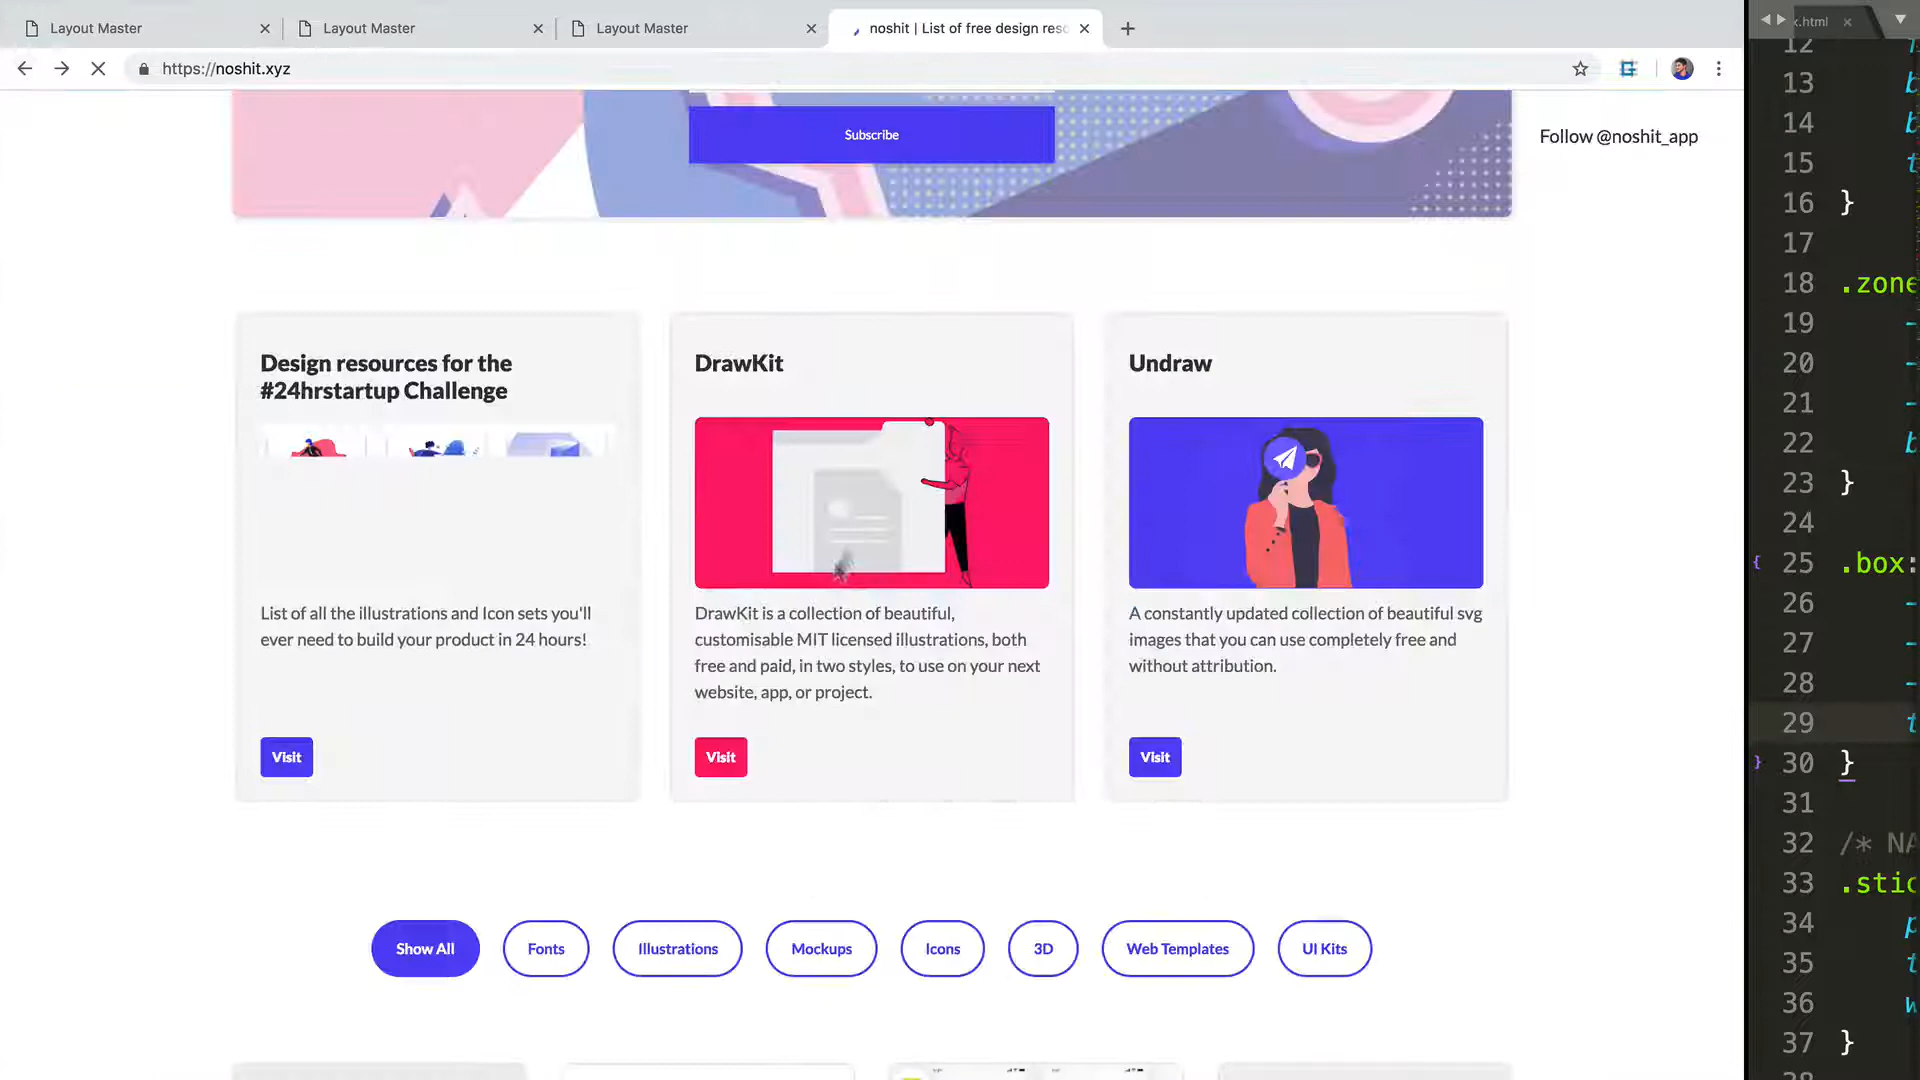 Layout Master
Layout Master
Layout Master
noshit | List of free design reso
x.html
https://noshit.xyz
Subscribe
Follow @noshit_app
Design resources for the
#24hrstartup Challenge
List of all the illustrations and Icon sets you'll
ever need to build your product in 24 hours!
Visit
DrawKit
DrawKit is a collection of beautiful,
customisable MIT licensed illustrations, both
free and paid, in two styles, to use on your next
website, app, or project.
Visit
Undraw
A constantly updated collection of beautiful svg
images that you can use completely free and
without attribution.
Visit
Show All
Fonts
Illustrations
Mockups
Icons
3D
Web Templates
UI Kits
12
13 b
14 b
15 t
16 }
17
18 .zone
19 -
20 -
21 -
22 b
23 }
24
{ 25 .box:
26 -
27 -
28 -
29 t
} 30 }
31
32 /* NA
33 .stic
34 p
35 t
36 w
37 }